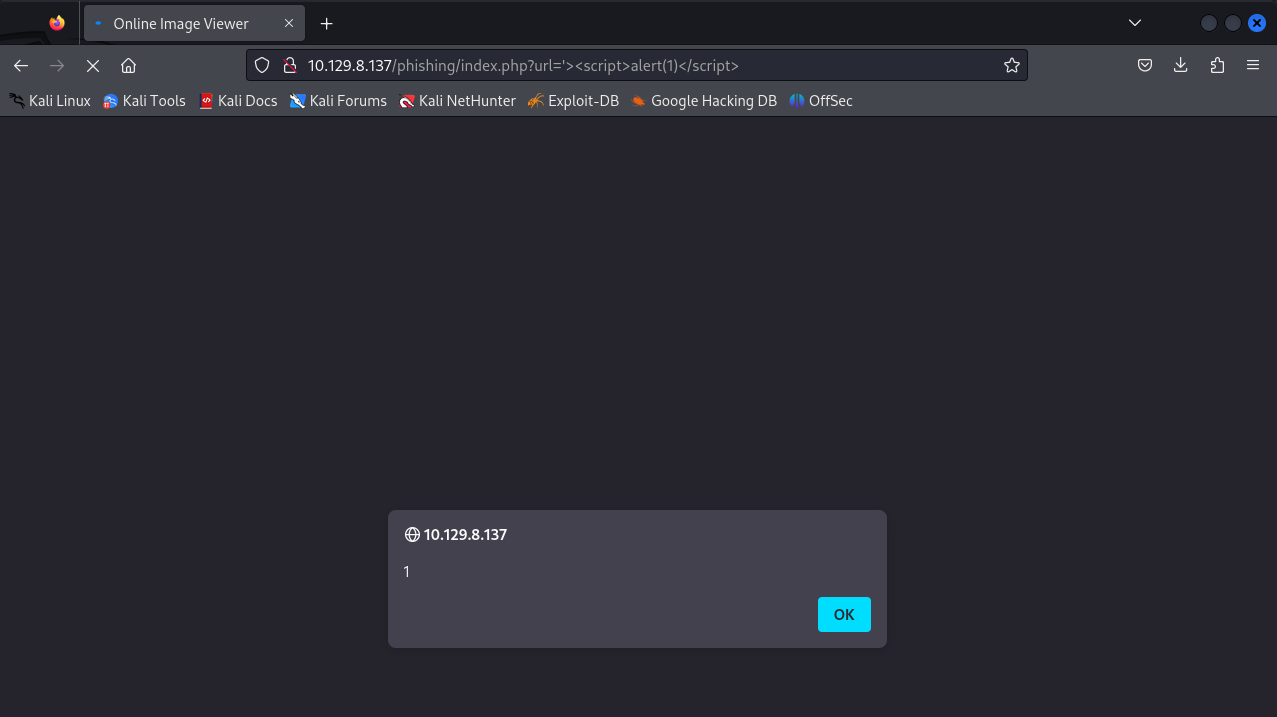 Online Image Viewer
10.129.8.137/phishing/index.php?url='><script>alert(1)</script>
Kali Linux Kali Tools Kali Docs Kali Forums Kali NetHunter Exploit-DB Google Hacking DB OffSec
10.129.8.137
1
OK